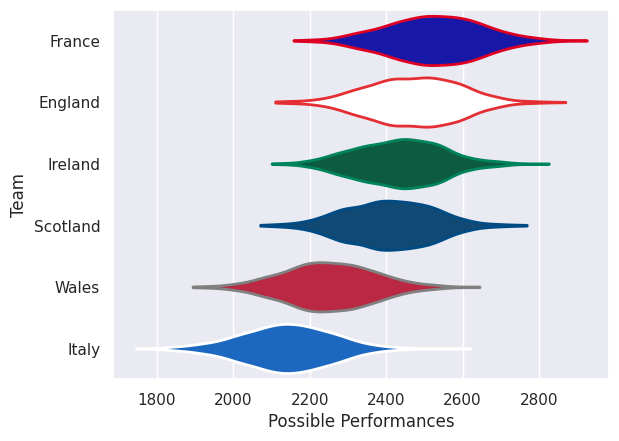 France
England
Ireland
Scotland
Wales
Italy
Team
1800 2000 2200 2400 2600 2800
Possible Performances